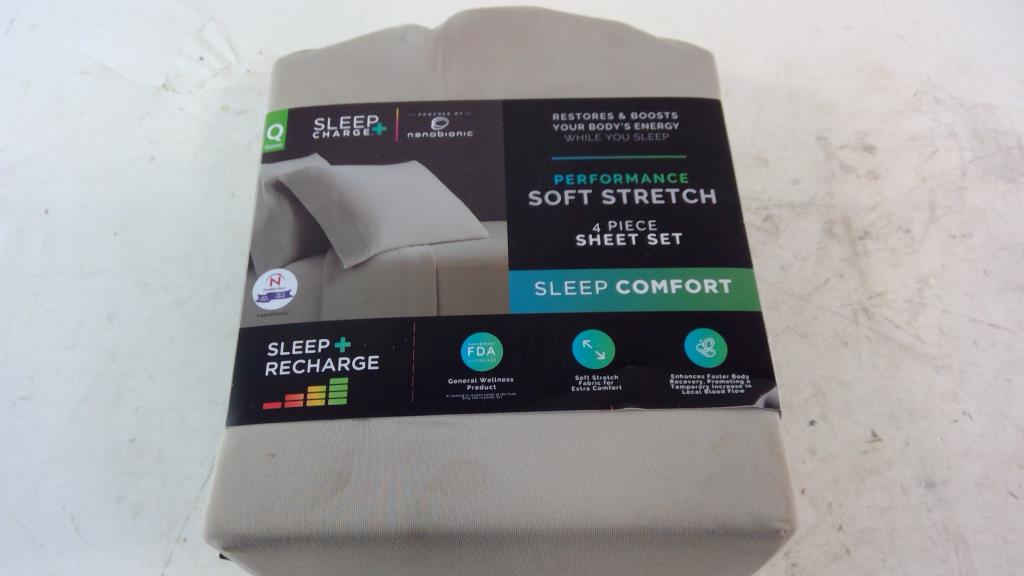 Q
Queen
SLEEP
CHARGE+
POWERED BY
nanobionic
RESTORES & BOOSTS
YOUR BODY'S ENERGY
WHILE YOU SLEEP
PERFORMANCE
SOFT STRETCH
4 PIECE
SHEET SET
SLEEP COMFORT
N
nanobionic
SLEEP+
RECHARGE
FDA
General Wellness
Product
Soft Stretch
Fabric for
Extra Comfort
Enhances Faster Body
Recovery, Promoting a
Temporary Increase in
Local Blood Flow